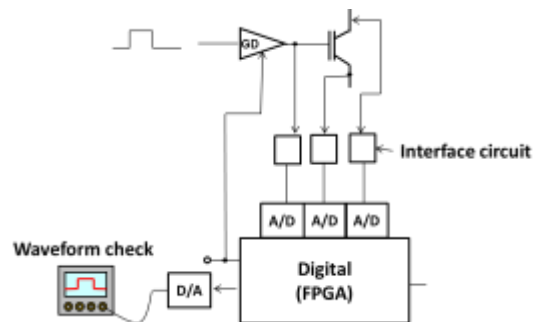 GD
Interface circuit
A/D A/D A/D
Waveform check
D/A
Digital
(FPGA)